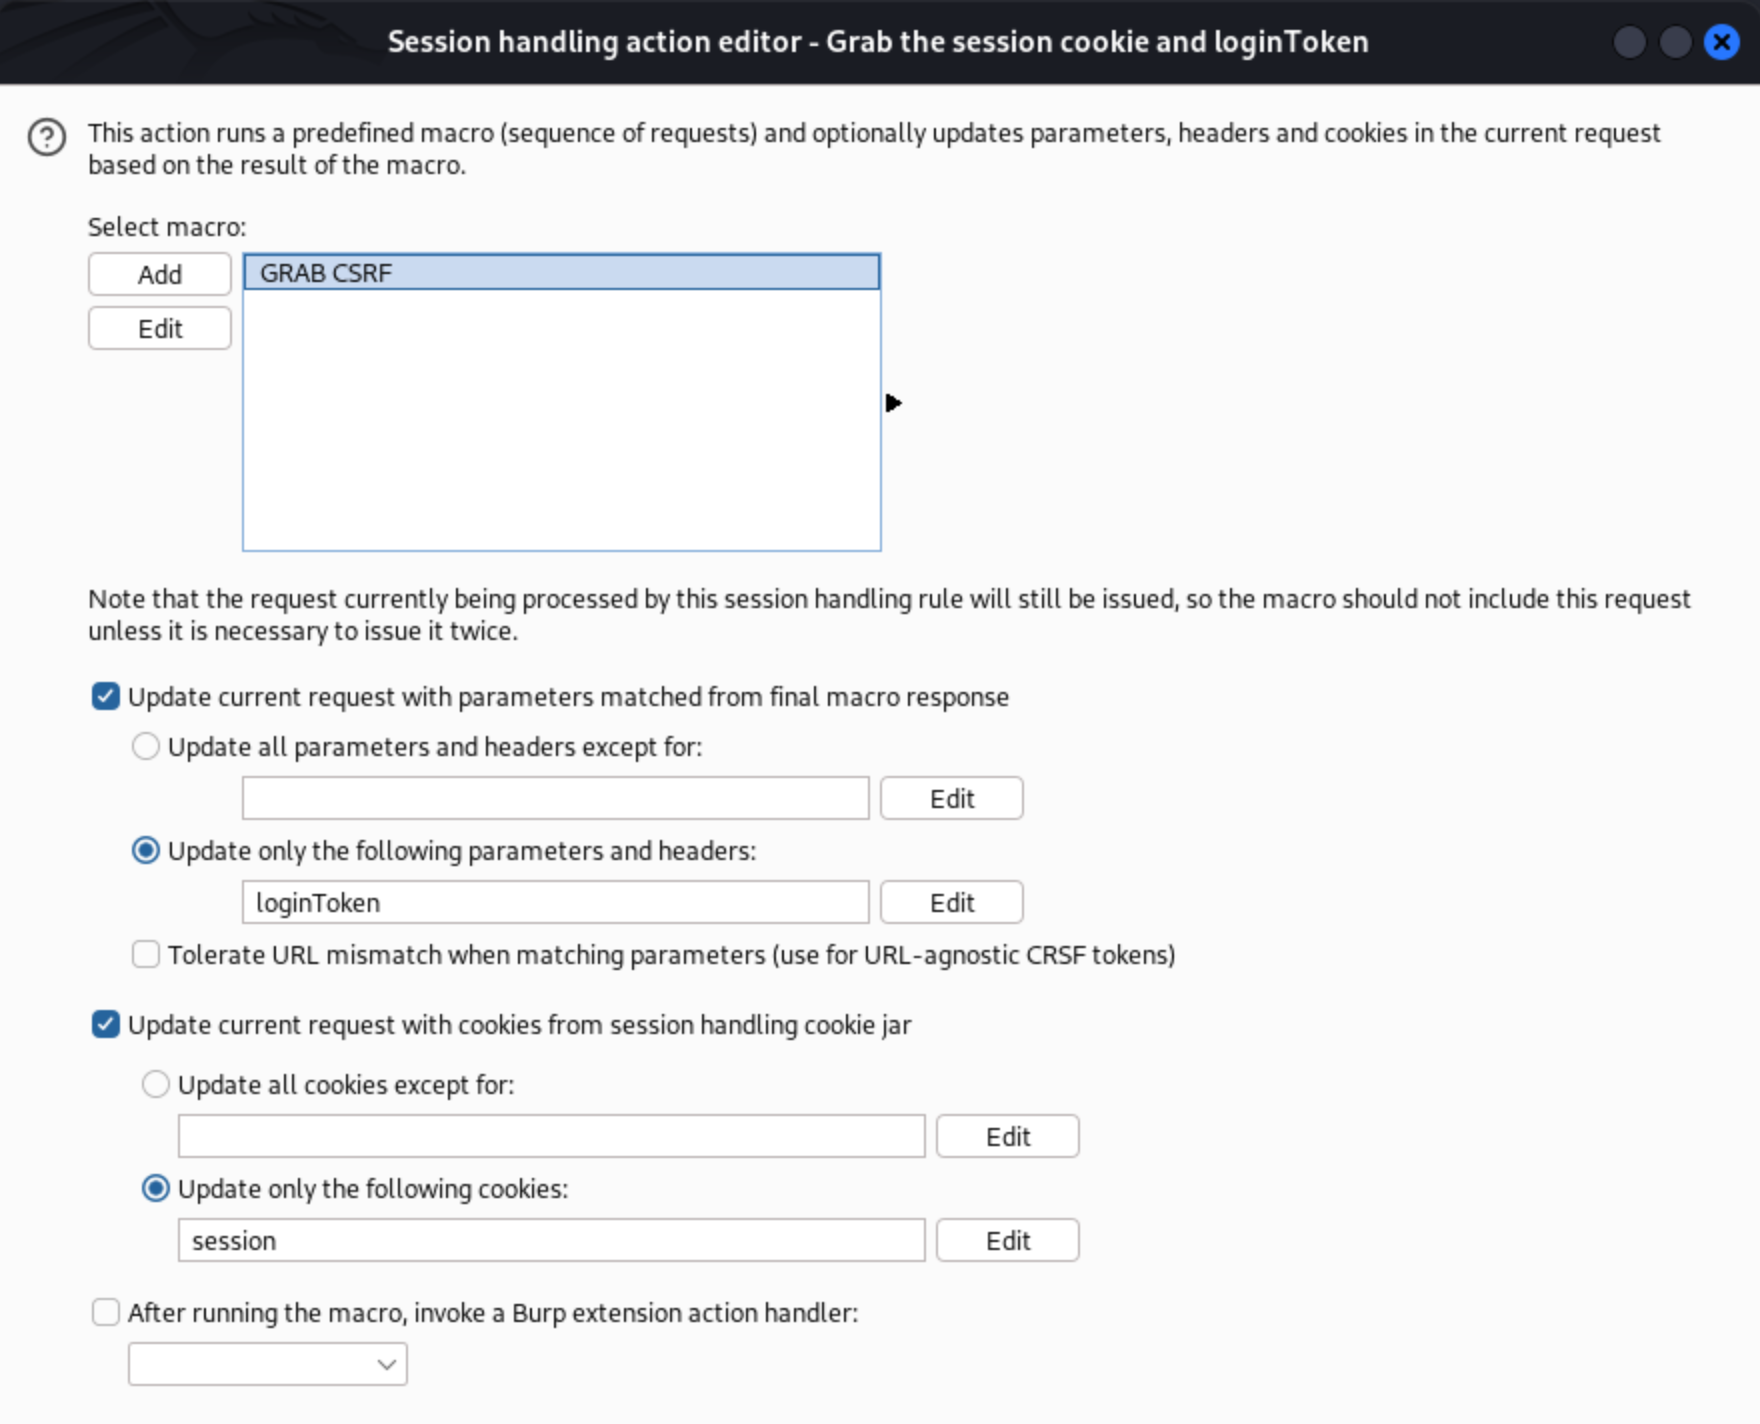 Session handling action editor - Grab the session cookie and loginToken
This action runs a predefined macro (sequence of requests) and optionally updates parameters, headers and cookies in the current request
based on the result of the macro.
Select macro:
Add
GRAB CSRF
Edit
Note that the request currently being processed by this session handling rule will still be issued, so the macro should not include this request
unless it is necessary to issue it twice.
Update current request with parameters matched from final macro response
Update all parameters and headers except for:
Edit
Update only the following parameters and headers:
loginToken
Edit
Tolerate URL mismatch when matching parameters (use for URL-agnostic CRSF tokens)
Update current request with cookies from session handling cookie jar
Update all cookies except for:
Edit
Update only the following cookies:
session
Edit
After running the macro, invoke a Burp extension action handler: